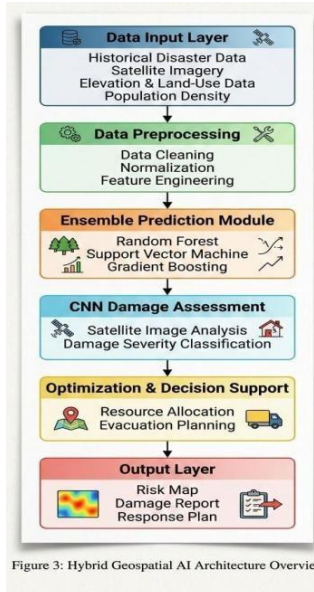 Data Input Layer
Historical Disaster Data
Satellite Imagery
Elevation & Land-Use Data
Population Density
Data Preprocessing
Data Cleaning
Normalization
Feature Engineering
Ensemble Prediction Module
Random Forest
Support Vector Machine
Gradient Boosting
CNN Damage Assessment
Satellite Image Analysis
Damage Severity Classification
Optimization & Decision Support
Resource Allocation
Evacuation Planning
Output Layer
Risk Map
Damage Report
Response Plan
Figure 3: Hybrid Geospatial AI Architecture Overvie